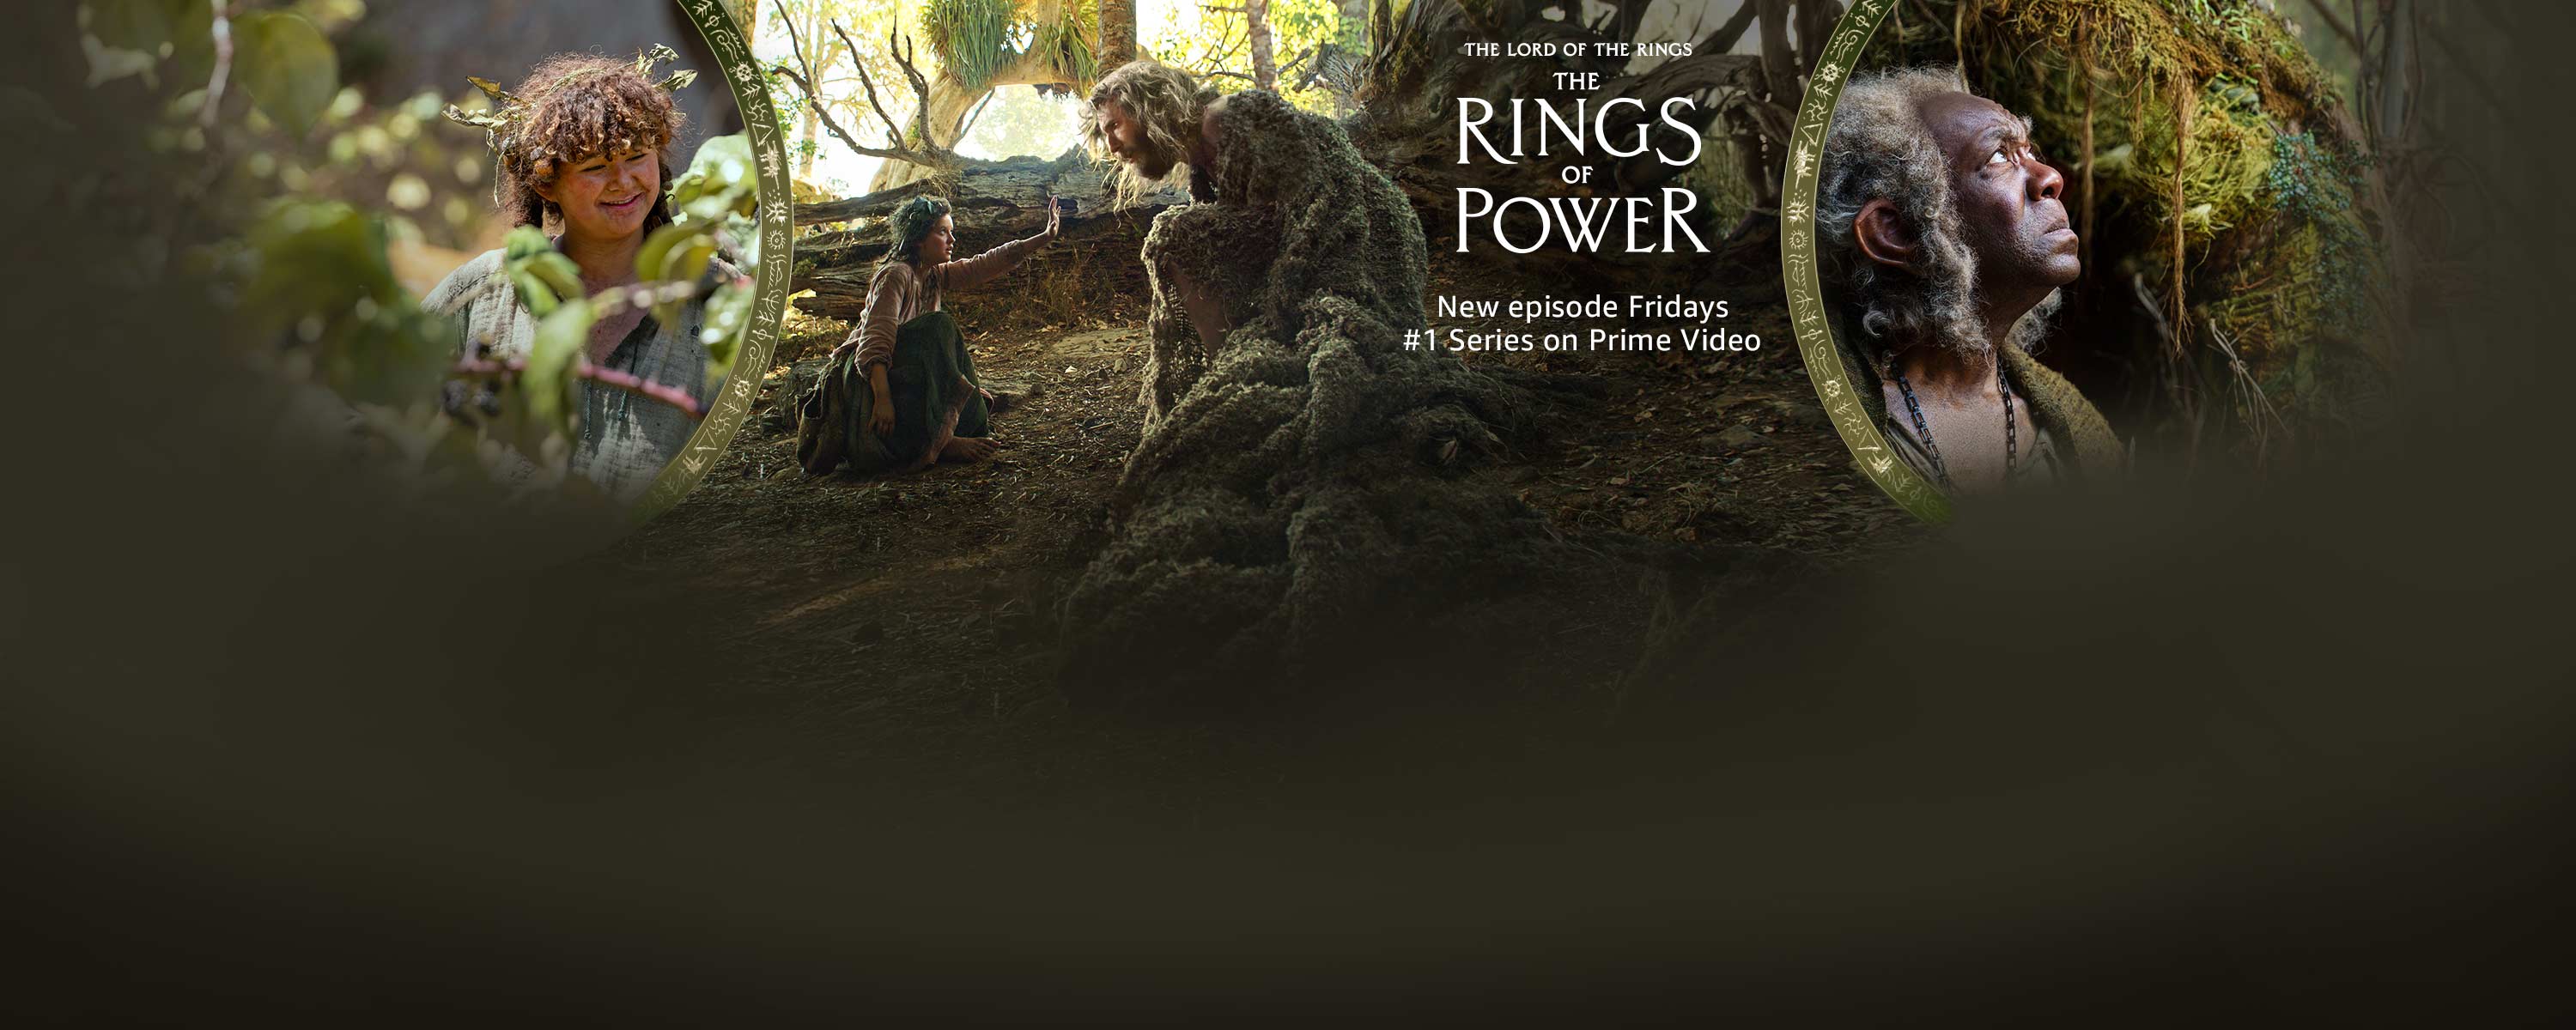 THE LORD OF THE RINGS
THE
RINGS
OF
POWER
New episode Fridays
#1 Series on Prime Video